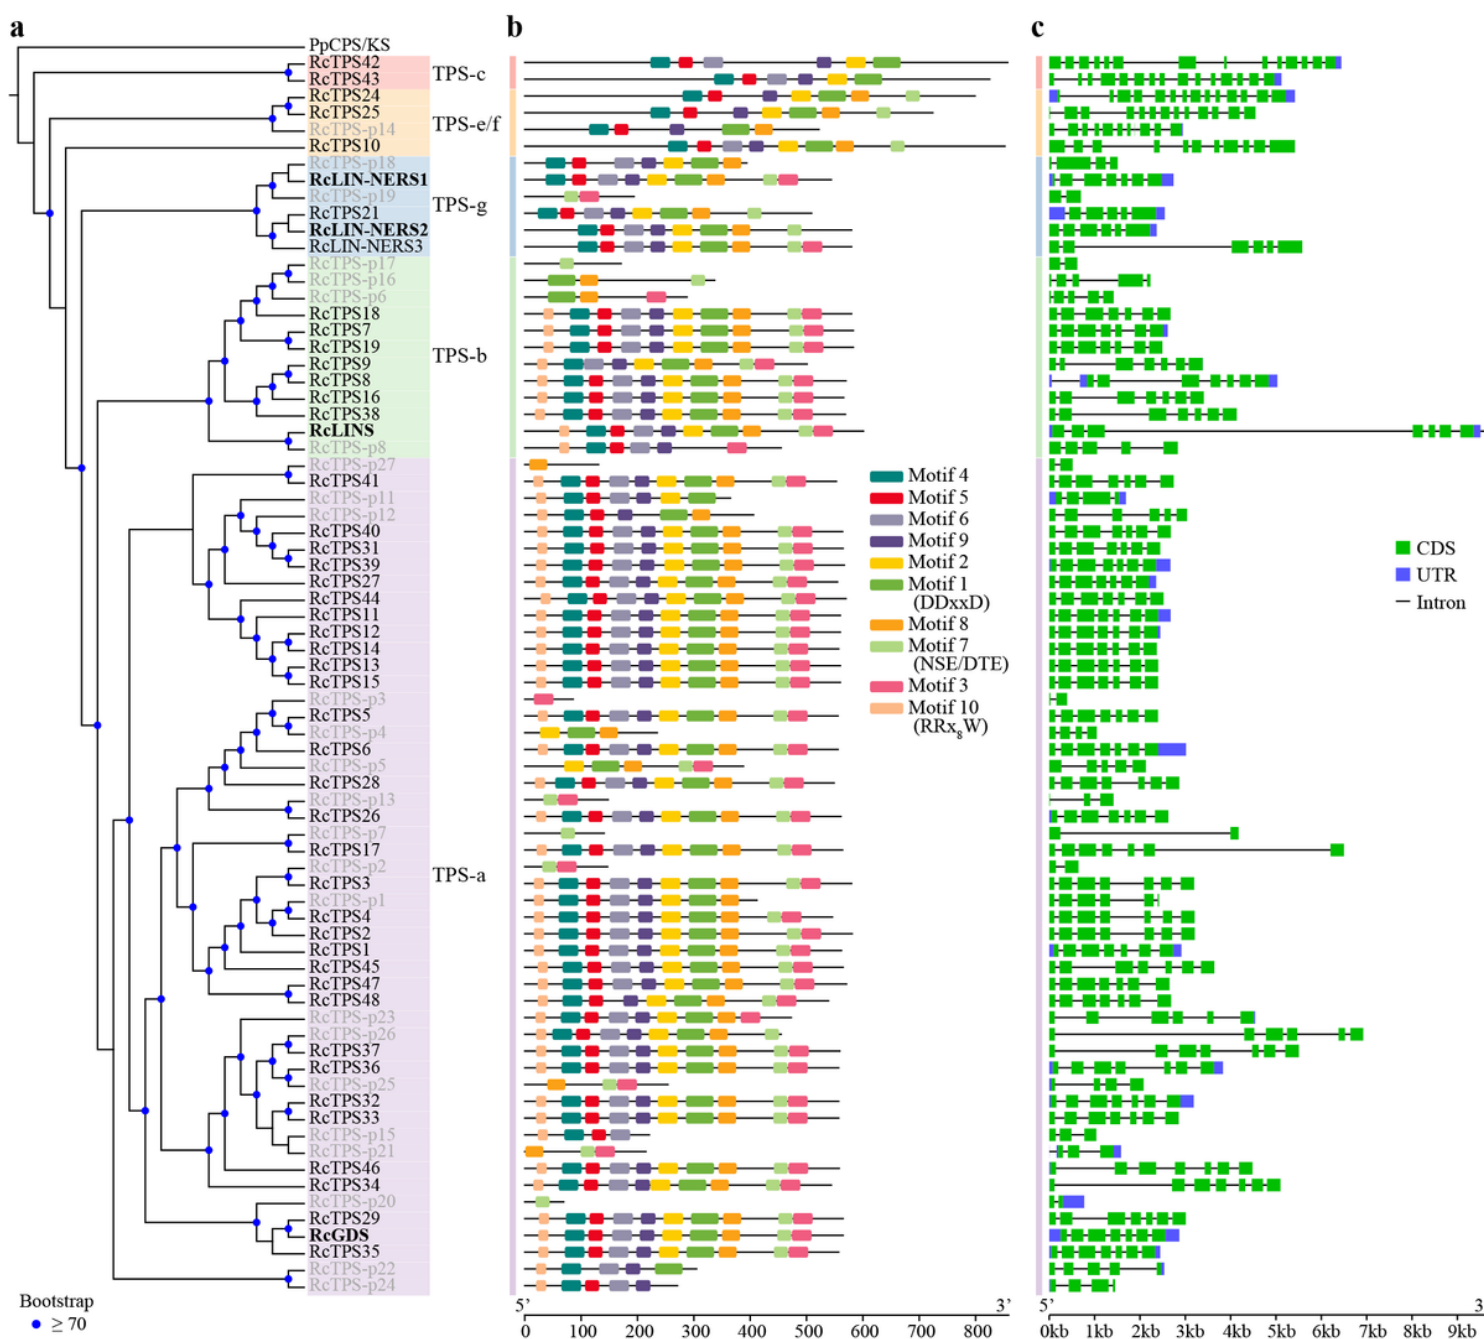 a
b
c
PpCPS/KS
RcTPS42
RcTPS43
TPS-c
RcTPS24
RcTPS25
RcTPS-p14
RcTPS10
TPS-e/f
RcTPS-p18
RcLIN-NERS1
RcTPS-p19
RcTPS21
RcLIN-NERS2
RcLIN-NERS3
TPS-g
RcTPS-p17
RcTPS-p16
RcTPS-p6
RcTPS18
RcTPS7
RcTPS19
RcTPS9
RcTPS8
RcTPS16
RcTPS38
RcLINS
RcTPS-p8
TPS-b
RcTPS-p27
RcTPS41
RcTPS-p11
RcTPS-p12
RcTPS40
RcTPS31
RcTPS39
RcTPS27
RcTPS44
RcTPS11
RcTPS12
RcTPS14
RcTPS13
RcTPS15
RcTPS-p3
RcTPS5
RcTPS-p4
RcTPS6
RcTPS-p5
RcTPS28
RcTPS-p13
RcTPS26
RcTPS-p7
RcTPS17
RcTPS-p2
RcTPS3
RcTPS-p1
RcTPS4
RcTPS2
RcTPS1
RcTPS45
RcTPS47
RcTPS48
RcTPS-p23
RcTPS-p26
RcTPS37
RcTPS36
RcTPS-p25
RcTPS32
RcTPS33
RcTPS-p15
RcTPS-p21
RcTPS46
RcTPS34
RcTPS-p20
RcTPS29
RcGDS
RcTPS35
RcTPS-p22
RcTPS-p24
TPS-a
Bootstrap
≥ 70
Motif 4
Motif 5
Motif 6
Motif 9
Motif 2
Motif 1
(DDxxD)
Motif 8
Motif 7
(NSE/DTE)
Motif 3
Motif 10
(RRx₈W)
5’ 3’
0 100 200 300 400 500 600 700 800
CDS
UTR
Intron
5’ 3
0kb 1kb 2kb 3kb 4kb 5kb 6kb 7kb 8kb 9kb